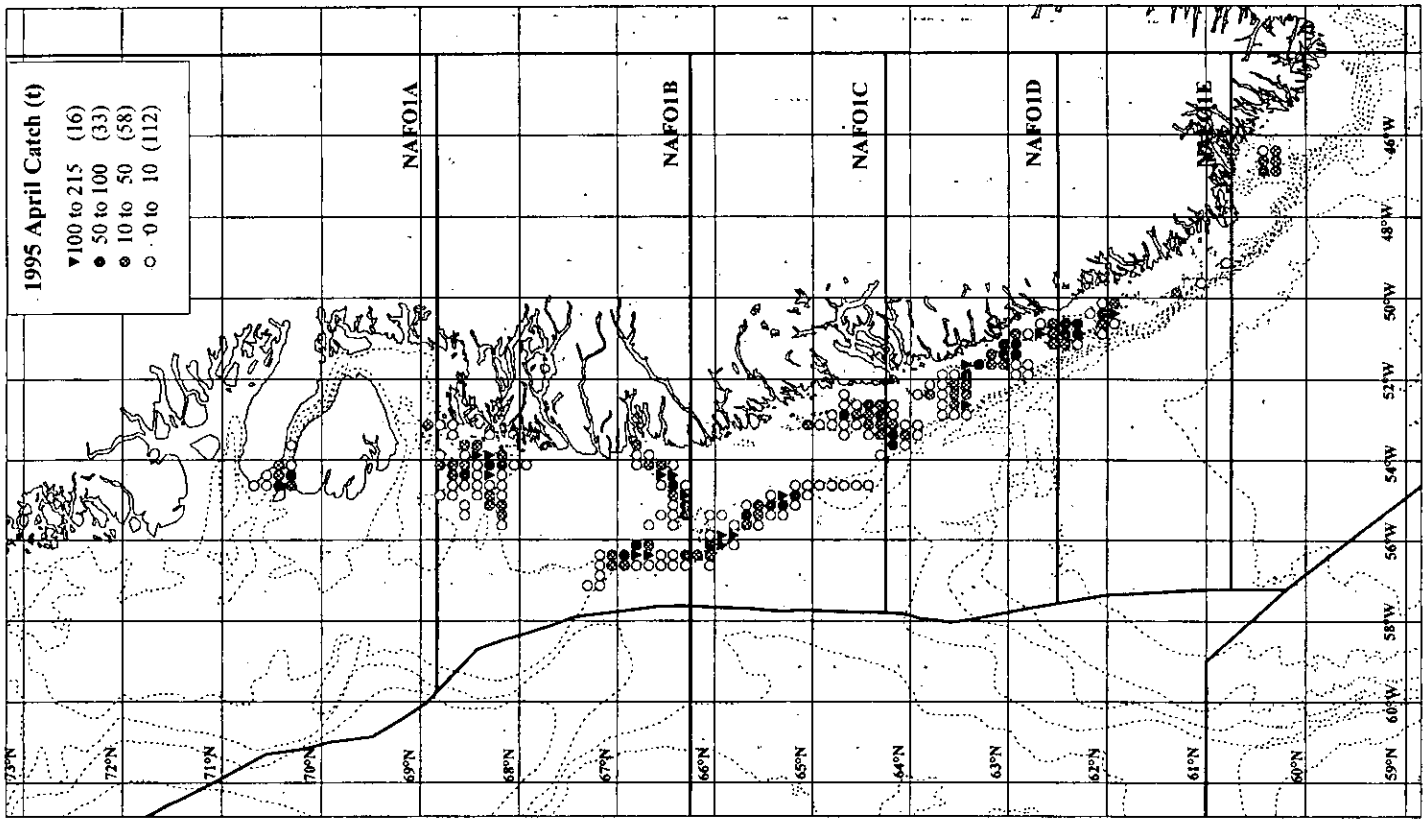 1995 April Catch (t)
▼100 to 215 (16)
● 50 to 100 (33)
⊗ 10 to 50 (58)
○ 0 to 10 (112)
NAFO1A
NAFO1B
NAFO1C
NAFO1D
NAFO1E
73°N
72°N
71°N
70°N
69°N
68°N
67°N
66°N
65°N
64°N
63°N
62°N
61°N
60°N
59°N
60°W
58°W
56°W
54°W
52°W
50°W
48°W
46°W